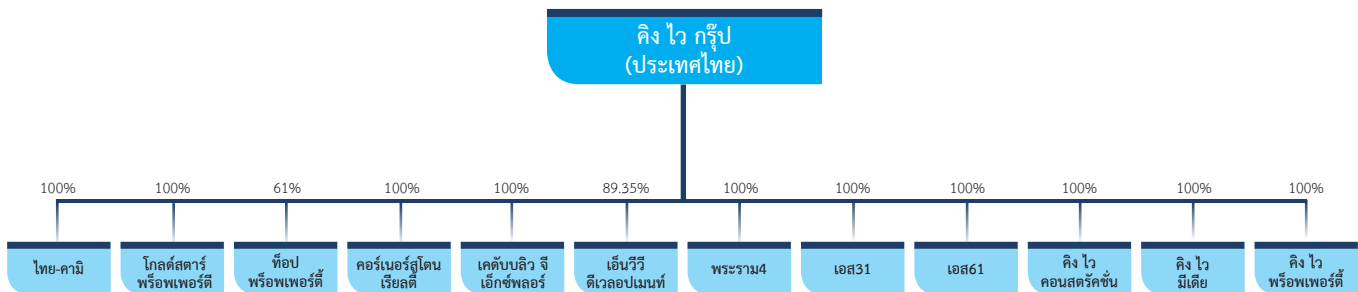 คิง ไว กรุ๊ป
(ประเทศไทย)
100%
100%
61%
100%
100%
89.35%
100%
100%
100%
100%
100%
100%
ไทย-คามิ
โกลด์สตาร์
พร็อพเพอร์ตี
ท็อป
พร็อพเพอร์ตี้
คอร์เนอร์สโตน
เรียลตี้
เคดับบลิว จี
เอ็กซ์พลอร์
เอ็นวีวี
ดีเวลอปเมนท์
พระราม4
เอส31
เอส61
คิง ไว
คอนสตรัคชั่น
คิง ไว
มีเดีย
คิง ไว
พร็อพเพอร์ตี้